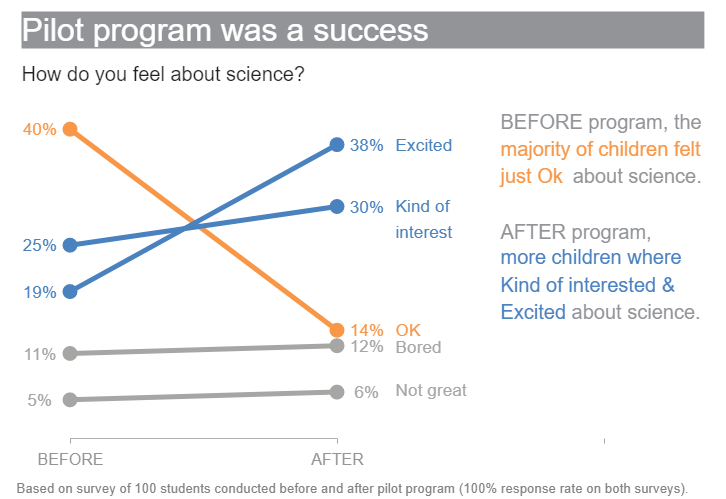 Pilot program was a success
How do you feel about science?
40%
25%
19%
11%
5%
38% Excited
30% Kind of
interest
14% OK
12% Bored
6% Not great
BEFORE program, the
majority of children felt
just Ok about science.
AFTER program,
more children where
Kind of interested &
Excited about science.
BEFORE
AFTER
Based on survey of 100 students conducted before and after pilot program (100% response rate on both surveys).